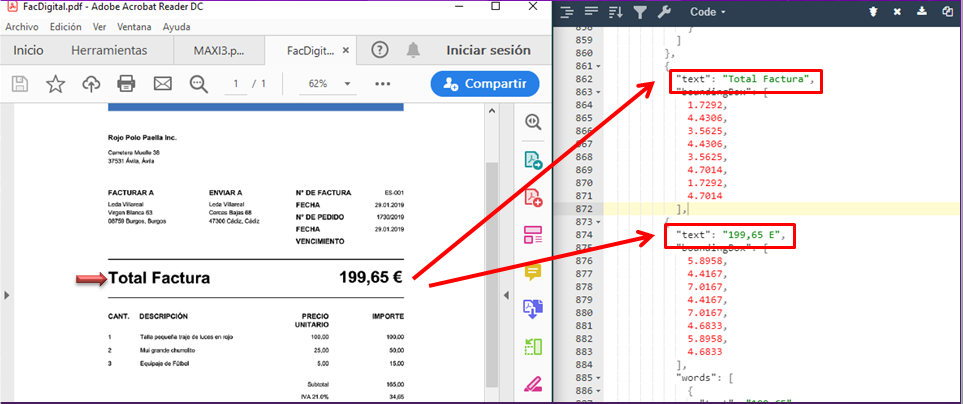 FacDigital.pdf - Adobe Acrobat Reader DC
Archivo Edición Ver Ventana Ayuda
Inicio Herramientas MAXI3.p... FacDigit... × Iniciar sesión
1 / 1 62% Compartir
Rojo Polo Paella Inc.
Carretera Muelle 38
37531 Ávila, Ávila
FACTURAR A ENVIAR A Nº DE FACTURA ES-001
Leda Villareal Leda Villareal FECHA 29.01.2019
Virgen Blanca 63 Cercas Bajas 68 Nº DE PEDIDO 1730/2019
08759 Burgos, Burgos 47300 Cádiz, Cádiz FECHA 29.01.2019
VENCIMIENTO
Total Factura 199,65 €
CANT. DESCRIPCIÓN PRECIO UNITARIO IMPORTE
1 Talla pequeña traje de luces en rojo 100,00 100,00
2 Mui grande churrolito 25,00 50,00
3 Equipaje de Fútbol 5,00 15,00
Subtotal 165,00
IVA 21.0% 34,65
Code
858 }
859 ]
860 },
861 {
862 "text": "Total Factura",
863 "boundingBox": [
864 1.7292,
865 4.4306,
866 3.5625,
867 4.4306,
868 3.5625,
869 4.7014,
870 1.7292,
871 4.7014
872 ],
873 {
874 "text": "199,65 E",
875 "boundingBox": [
876 5.8958,
877 4.4167,
878 7.0167,
879 4.4167,
880 7.0167,
881 4.6833,
882 5.8958,
883 4.6833
884 ],
885 "words": [
886 {